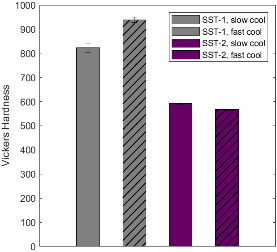 1000
900
800
700
600
500
400
300
200
100
0
Vickers Hardness
SST-1, slow cool
SST-1, fast cool
SST-2, slow cool
SST-2, fast cool